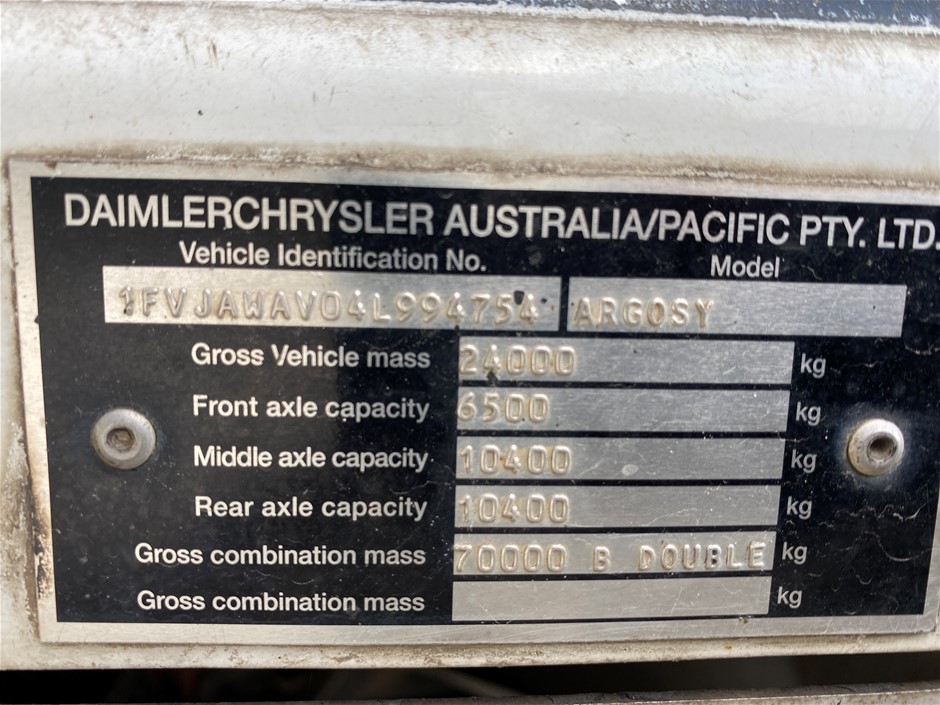 DAIMLERCHRYSLER AUSTRALIA/PACIFIC PTY. LTD.
Vehicle Identification No. Model
1FVJAWAV04L994754 ARGOSY
Gross Vehicle mass 24000 kg
Front axle capacity 6500 kg
Middle axle capacity 10400 kg
Rear axle capacity 10400 kg
Gross combination mass 70000 B DOUBLE kg
Gross combination mass kg